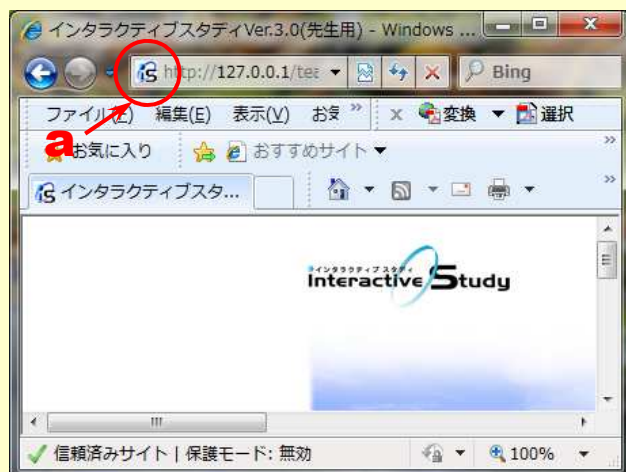 インタラクティブスタディVer.3.0(先生用) - Windows ...
http://127.0.0.1/tea
Bing
ファイル(F) 編集(E) 表示(V) お気 » x 変換 選択
a
お気に入り おすすめサイト »
インタラクティブスタ... »
インタラクティブ スタディ
Interactive Study
信頼済みサイト | 保護モード: 無効 100%